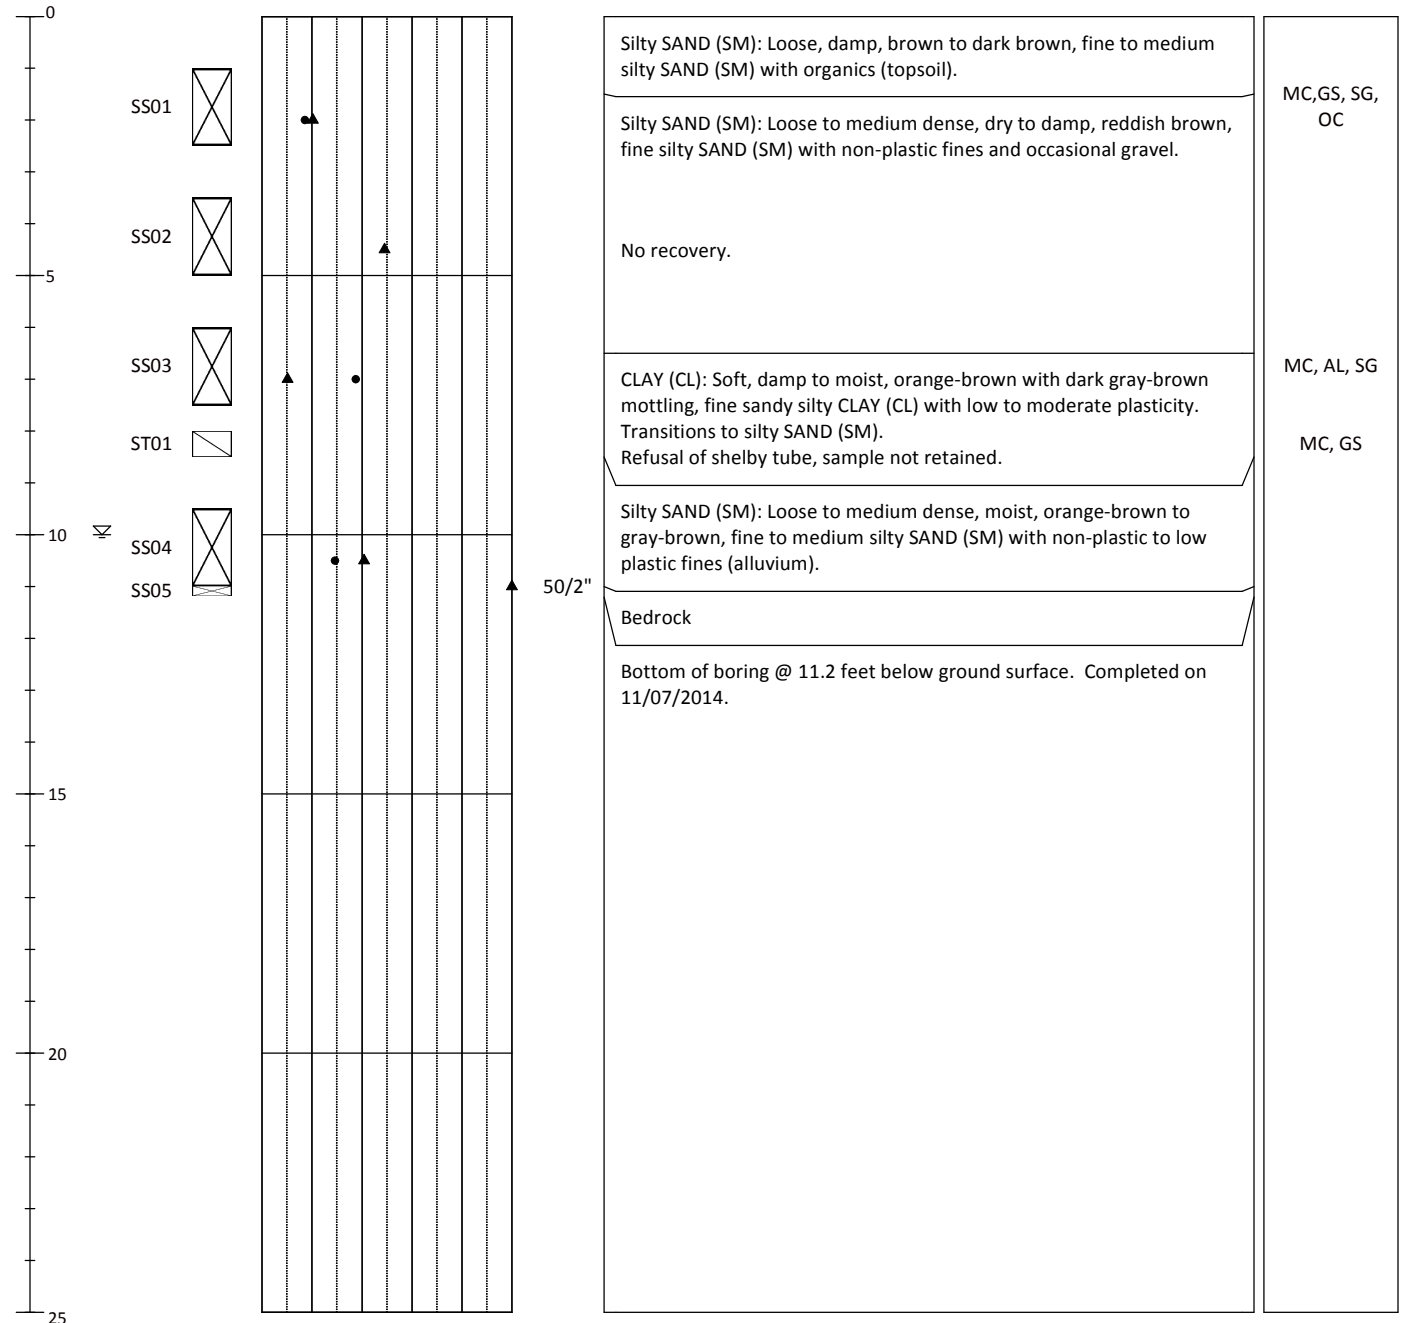 0
Silty SAND (SM): Loose, damp, brown to dark brown, fine to medium
silty SAND (SM) with organics (topsoil).
SS01
MC,GS, SG,
OC
Silty SAND (SM): Loose to medium dense, dry to damp, reddish brown,
fine silty SAND (SM) with non-plastic fines and occasional gravel.
SS02
No recovery.
5
SS03
MC, AL, SG
CLAY (CL): Soft, damp to moist, orange-brown with dark gray-brown
mottling, fine sandy silty CLAY (CL) with low to moderate plasticity.
Transitions to silty SAND (SM).
Refusal of shelby tube, sample not retained.
ST01
MC, GS
Silty SAND (SM): Loose to medium dense, moist, orange-brown to
gray-brown, fine to medium silty SAND (SM) with non-plastic to low
plastic fines (alluvium).
10
SS04
SS05
50/2"
Bedrock
Bottom of boring @ 11.2 feet below ground surface.  Completed on
11/07/2014.
15
20
25